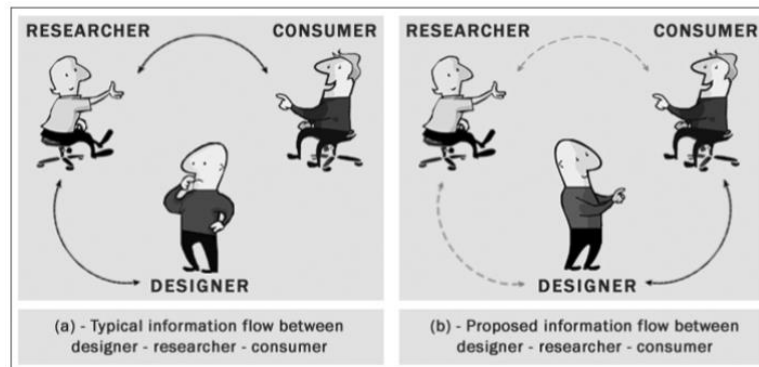 RESEARCHER
CONSUMER
DESIGNER
(a) - Typical information flow between
designer - researcher - consumer
RESEARCHER
CONSUMER
DESIGNER
(b) - Proposed information flow between
designer - researcher - consumer